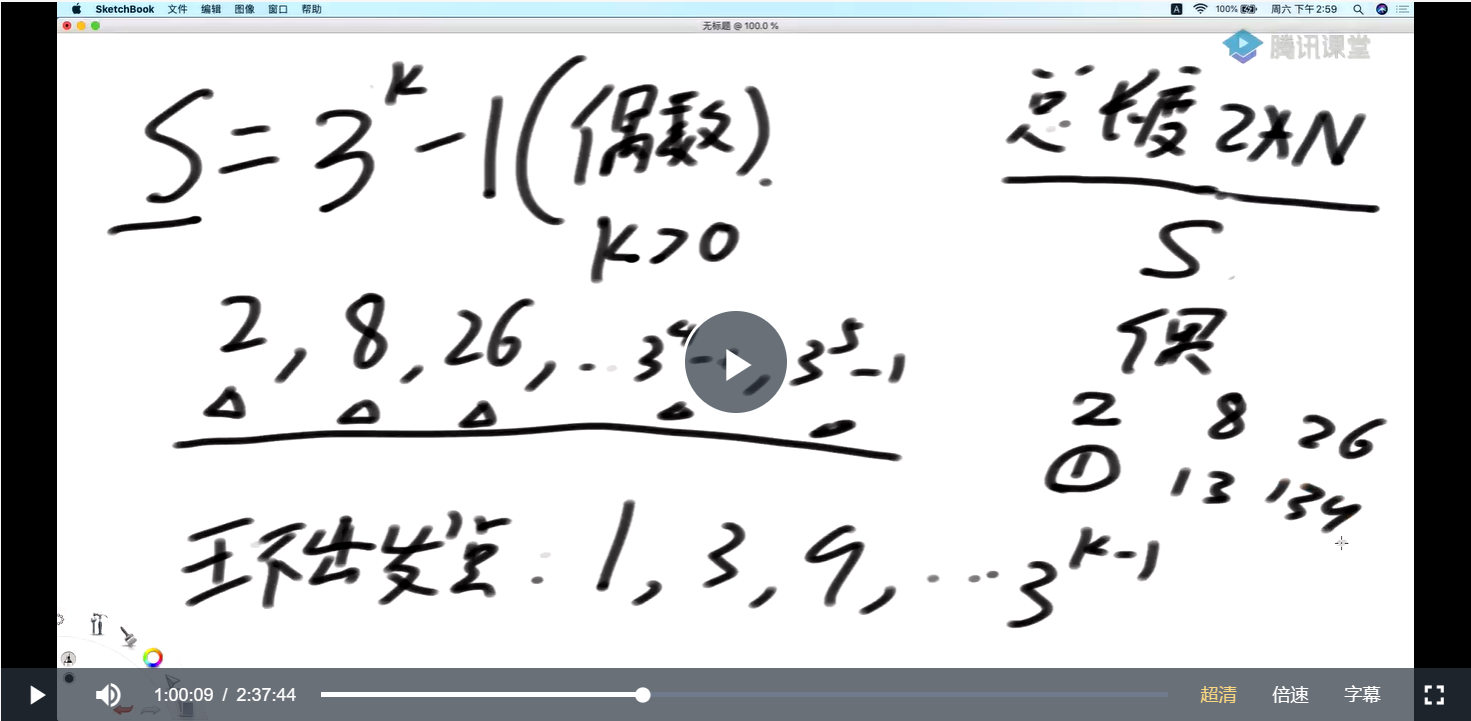 SketchBook 文件 编辑 图像 窗口 帮助 A 100% 周六 下午2:59
无标题 @ 100.0 %
腾讯课堂
S = 3^k - 1 (偶数).
k>0
2, 8, 26, ... 3^4 - , 3^5 - 1
环出发点: 1, 3, 9, ... 3^k-1
总长度 2*N
S
2 8 26
① 13 134
1:00:09 / 2:37:44 超清 倍速 字幕